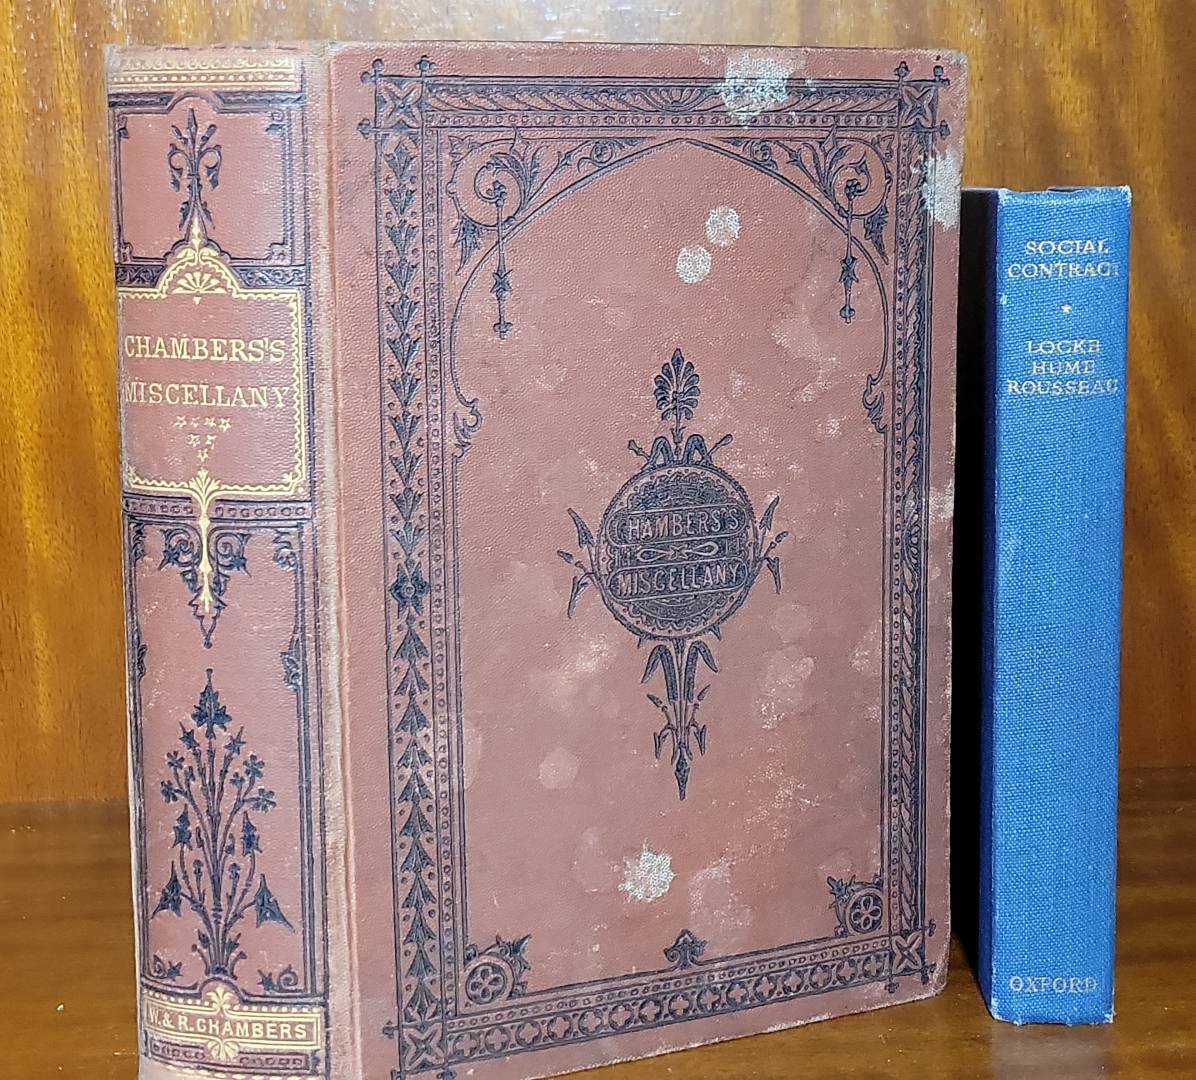 CHAMBERS'S
MISCELLANY
W. & R. CHAMBERS
CHAMBERS'S
MISCELLANY
SOCIAL
CONTRACT
LOCKE
HUME
ROUSSEAU
OXFORD